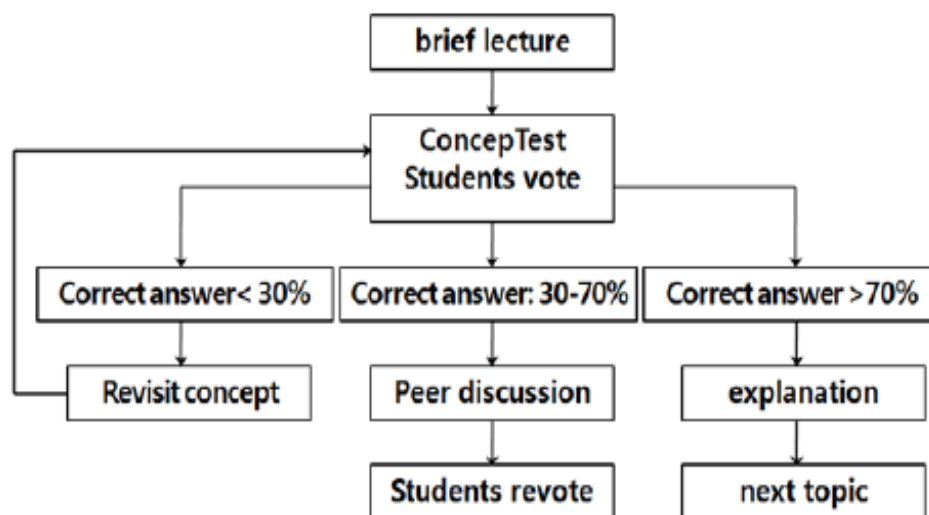 brief lecture
ConcepTest
Students vote
Correct answer< 30%
Correct answer: 30-70%
Correct answer >70%
Revisit concept
Peer discussion
explanation
Students revote
next topic